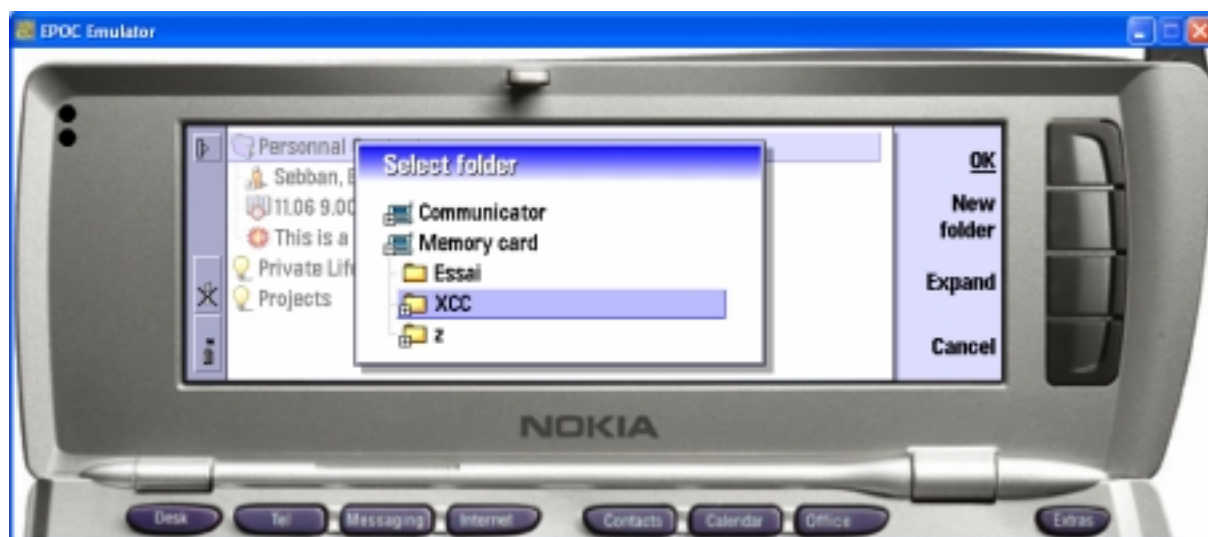 EPOC Emulator
Personnal
Select folder
OK
Sebban,
11.06 9.00
Communicator
New
folder
This is a
Memory card
Private Life
Essai
Expand
Projects
XCC
z
Cancel
NOKIA
Desk
Tel
Messaging
Internet
Contacts
Calendar
Office
Extras